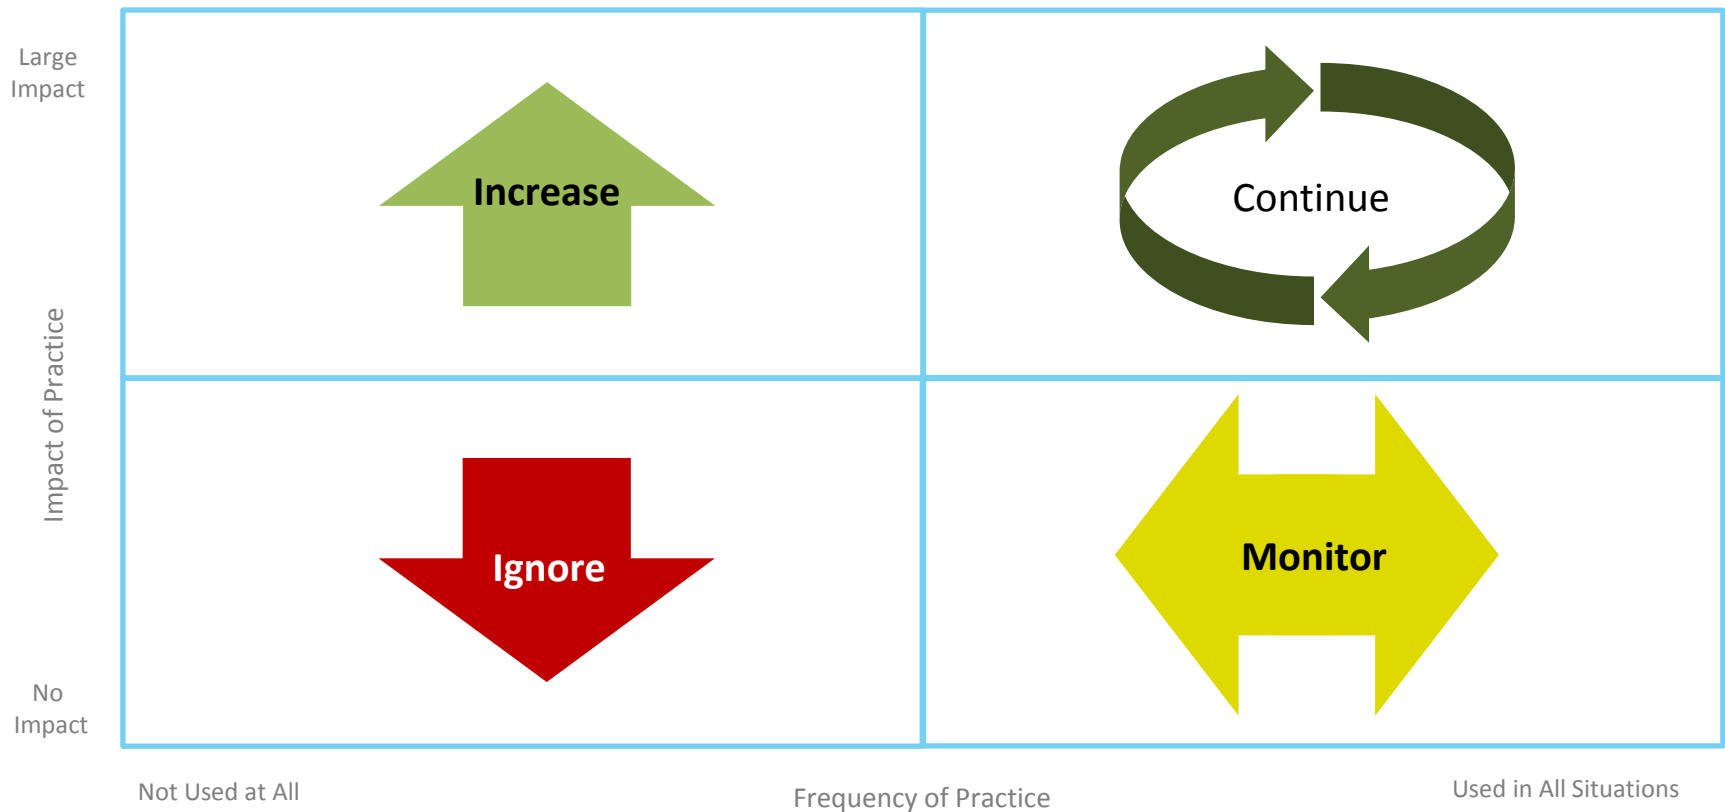 Large
Impact
Increase
Continue
Impact of Practice
Ignore
Monitor
No
Impact
Not Used at All
Frequency of Practice
Used in All Situations